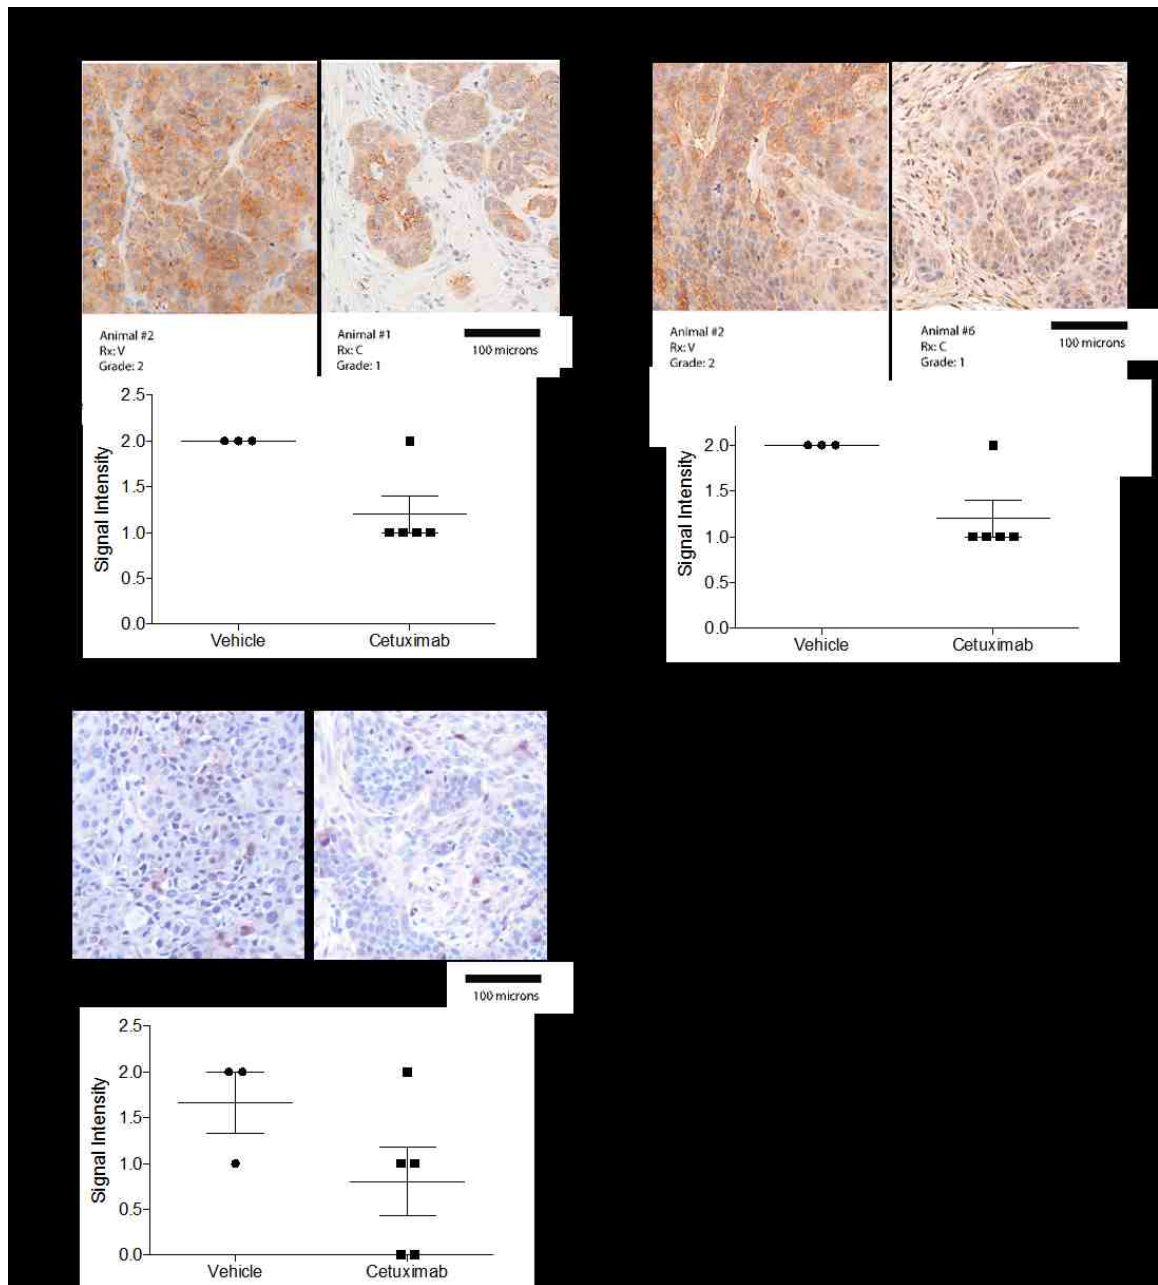 Animal #2
Rx: V
Grade: 2
Animal #1
Rx: C
Grade: 1
100 microns
2.5
2.0
1.5
1.0
0.5
0.0
Signal Intensity
Vehicle
Cetuximab
Animal #2
Rx: V
Grade: 2
Animal #6
Rx: C
Grade: 1
100 microns
2.0
1.5
1.0
0.5
0.0
Signal Intensity
Vehicle
Cetuximab
100 microns
2.5
2.0
1.5
1.0
0.5
0.0
Signal Intensity
Vehicle
Cetuximab